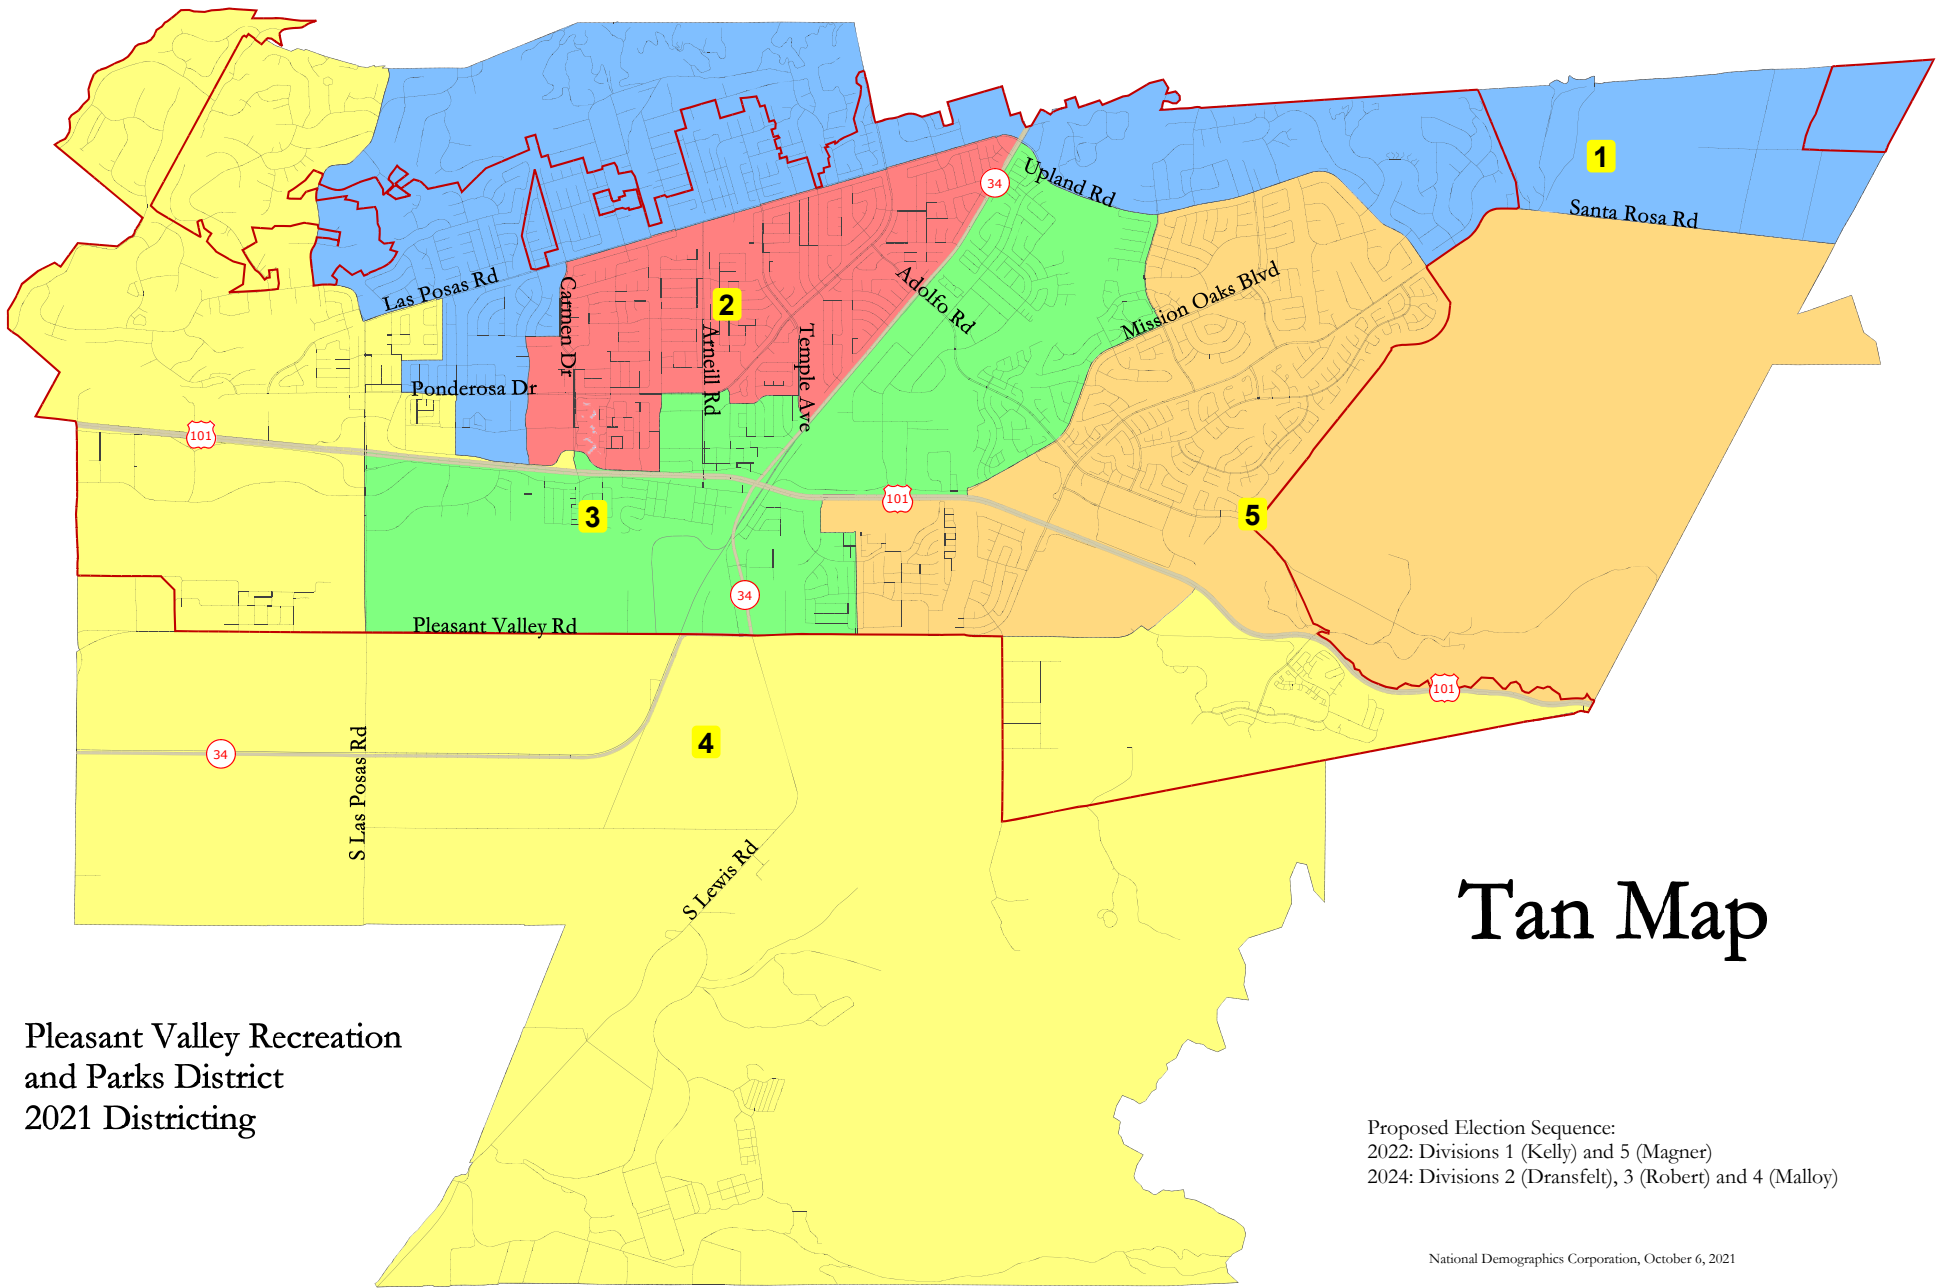 1
34
Upland Rd
Santa Rosa Rd
Las Posas Rd
Carmen Dr
2
Arneill Rd
Temple Ave
Adolfo Rd
Mission Oaks Blvd
Ponderosa Dr
101
101
3
5
34
Pleasant Valley Rd
101
34
S Las Posas Rd
4
S Lewis Rd
Tan Map
Pleasant Valley Recreation
and Parks District
2021 Districting
Proposed Election Sequence:
2022: Divisions 1 (Kelly) and 5 (Magner)
2024: Divisions 2 (Dransfelt), 3 (Robert) and 4 (Malloy)
National Demographics Corporation, October 6, 2021